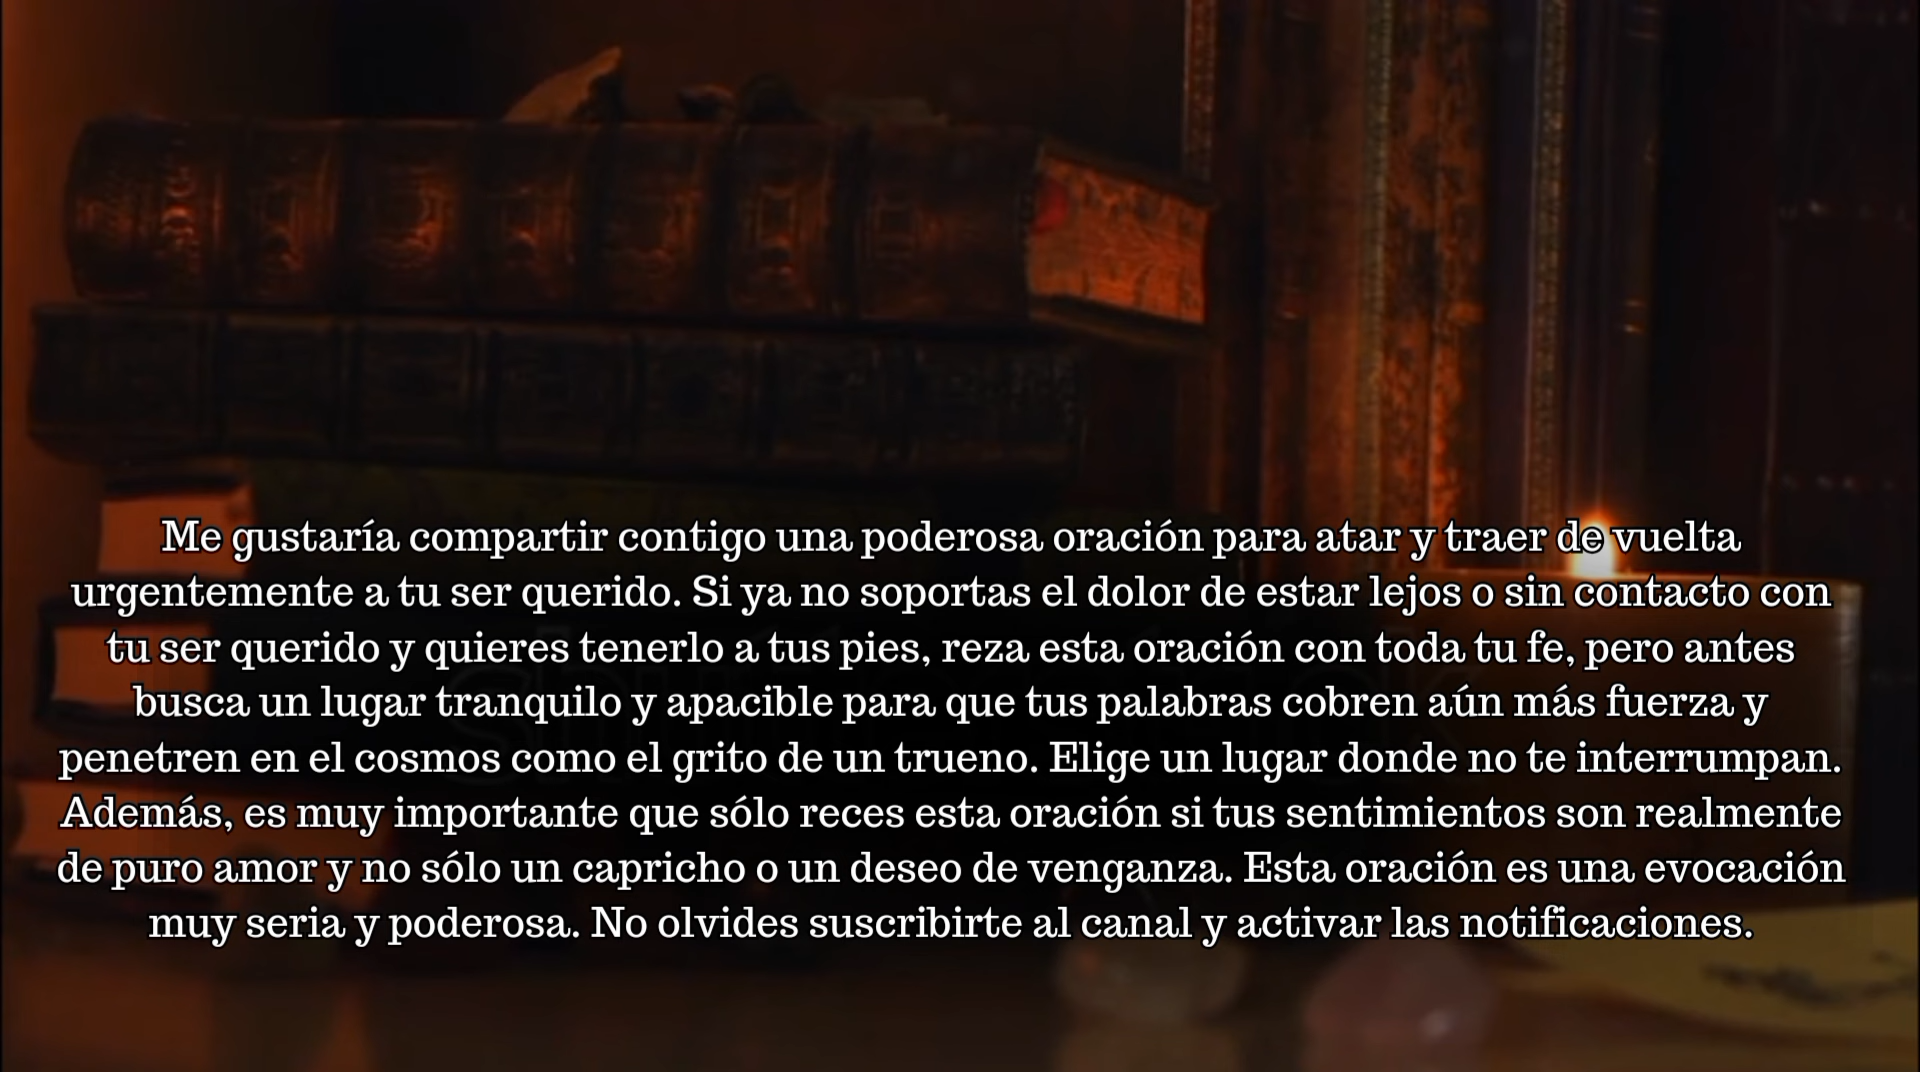 Me gustaría compartir contigo una poderosa oración para atar y traer de vuelta
urgentemente a tu ser querido. Si ya no soportas el dolor de estar lejos o sin contacto con
tu ser querido y quieres tenerlo a tus pies, reza esta oración con toda tu fe, pero antes
busca un lugar tranquilo y apacible para que tus palabras cobren aún más fuerza y
penetren en el cosmos como el grito de un trueno. Elige un lugar donde no te interrumpan.
Además, es muy importante que sólo reces esta oración si tus sentimientos son realmente
de puro amor y no sólo un capricho o un deseo de venganza. Esta oración es una evocación
muy seria y poderosa. No olvides suscribirte al canal y activar las notificaciones.